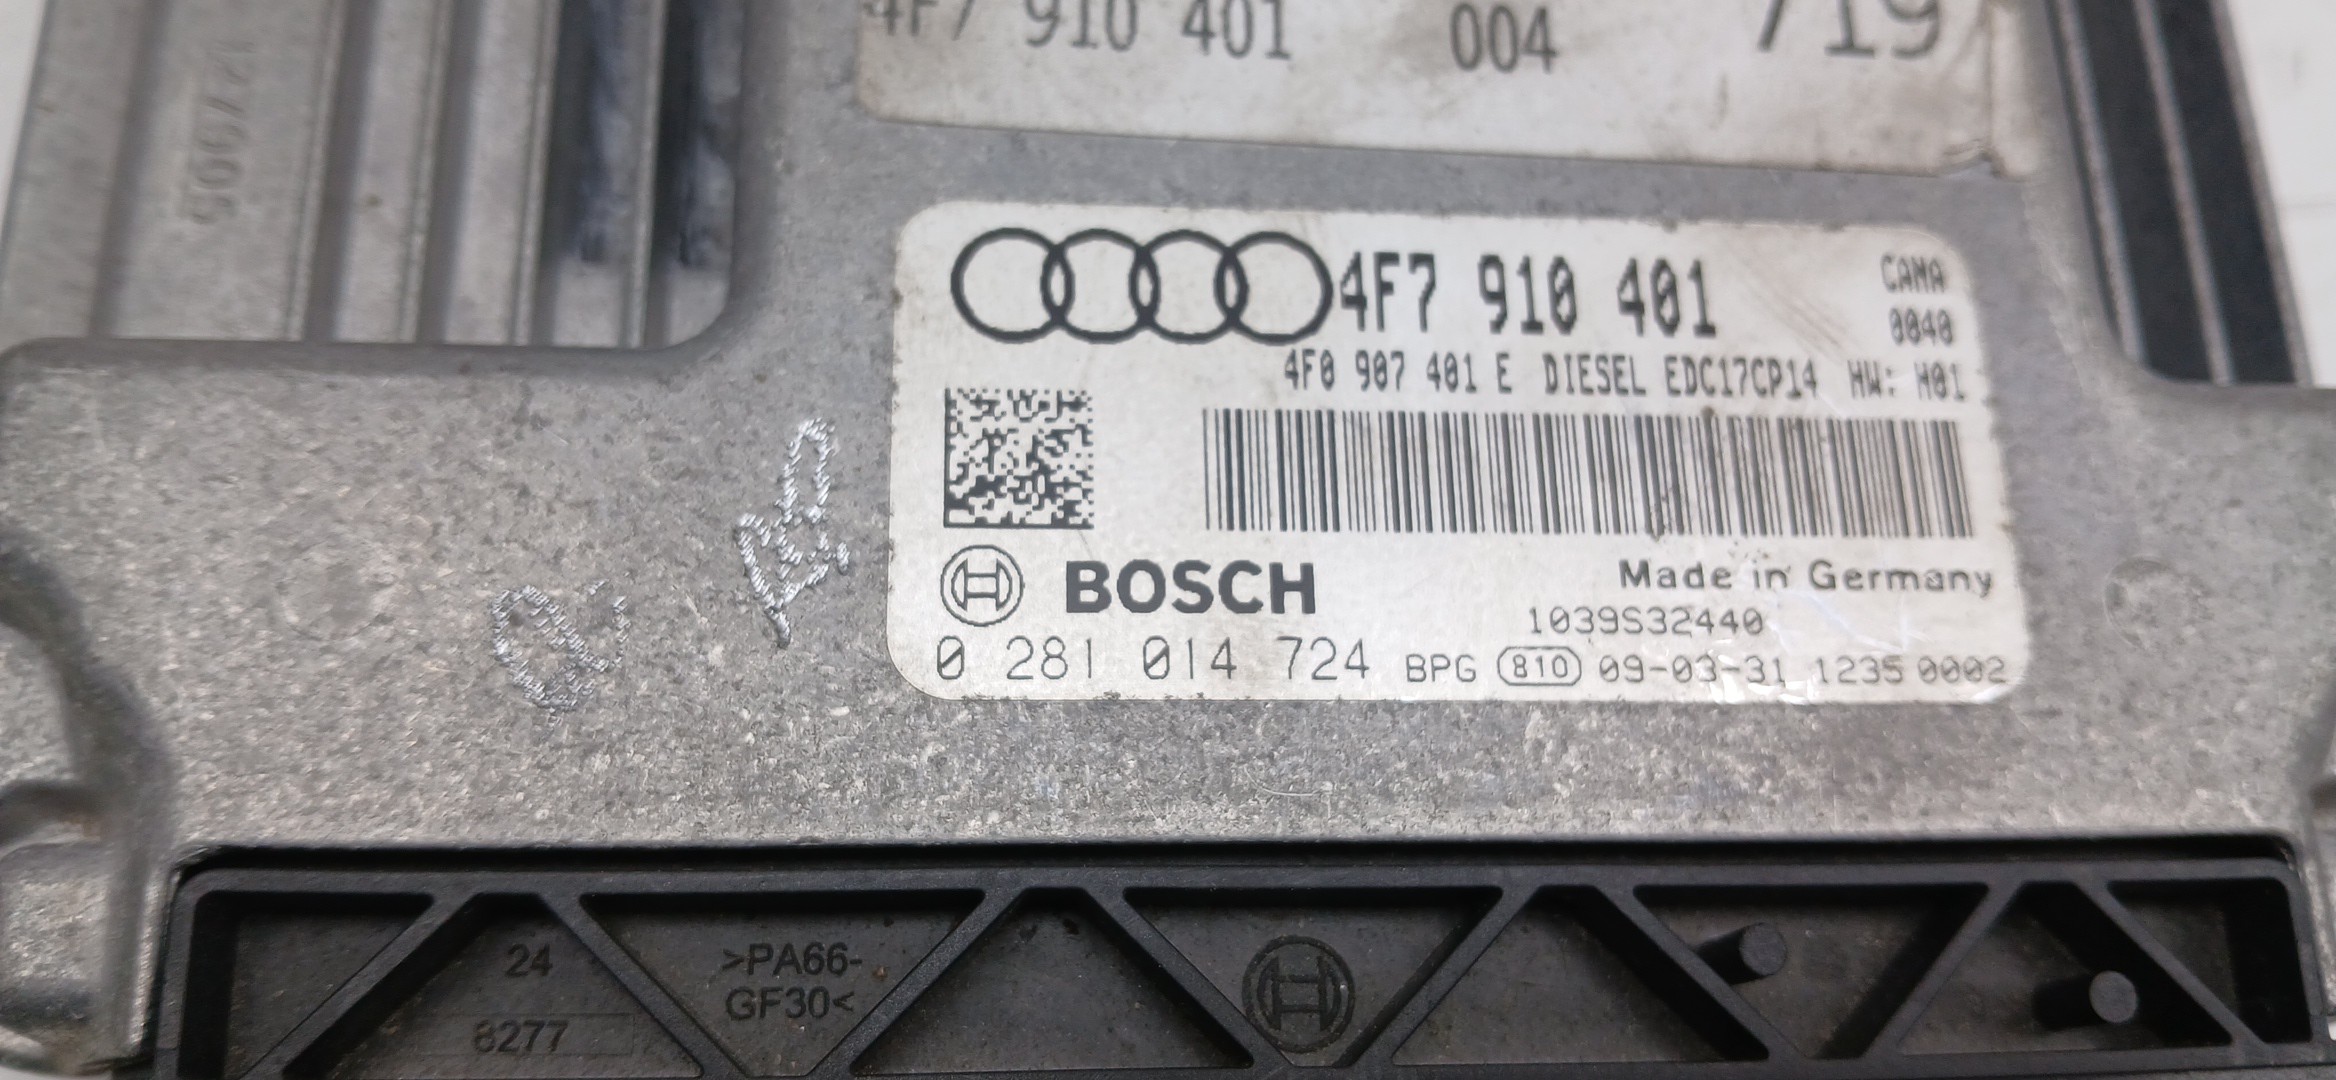 4F7 910 401 004 719
4F7 910 401
CAMA
0040
4F0 907 401 E DIESEL EDC17CP14 HW: H01
BOSCH
Made in Germany
1039S32440
0 281 014 724 BPG 810 09-03-31 1235 0002
24
8277
>PA66-
GF30<